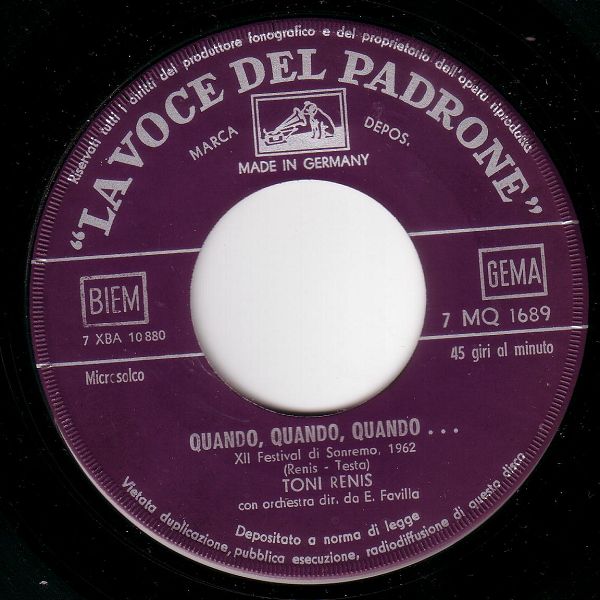 Riservati tutti i diritti del produttore fonografico e del proprietario dell'opera riprodotta
"LA VOCE DEL PADRONE"
MARCA DEPOS.
MADE IN GERMANY
BIEM
GEMA
7 XBA 10 880
7 MQ 1689
Microsolco
45 giri al minuto
QUANDO, QUANDO, QUANDO . . .
XII Festival di Sanremo, 1962
(Renis - Testa)
TONI RENIS
con orchestra dir. da E. Favilla
Depositato a norma di legge
Vietata duplicazione, pubblica esecuzione, radiodiffusione di questo disco